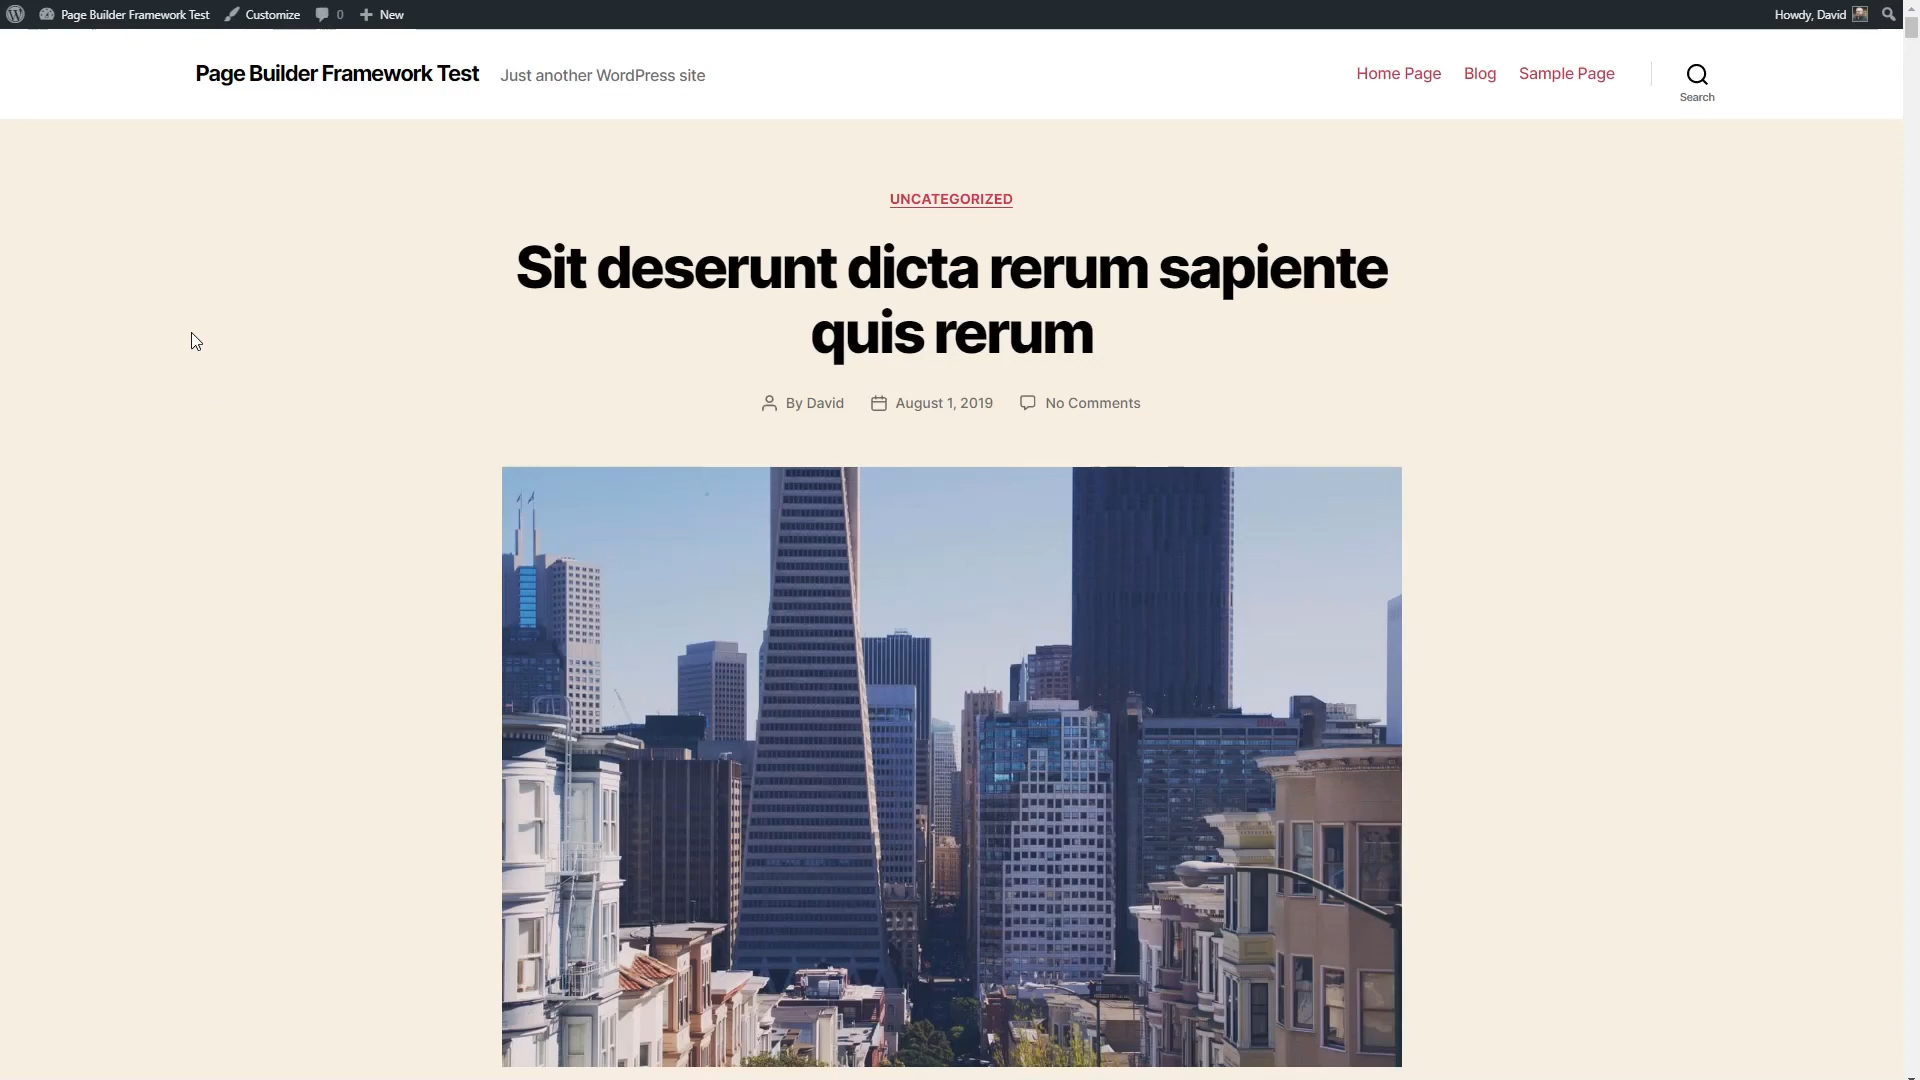 Page Builder Framework Test Customize 0 New Howdy, David
Page Builder Framework Test Just another WordPress site Home Page Blog Sample Page
Search
UNCATEGORIZED
Sit deserunt dicta rerum sapiente
quis rerum
By David August 1, 2019 No Comments